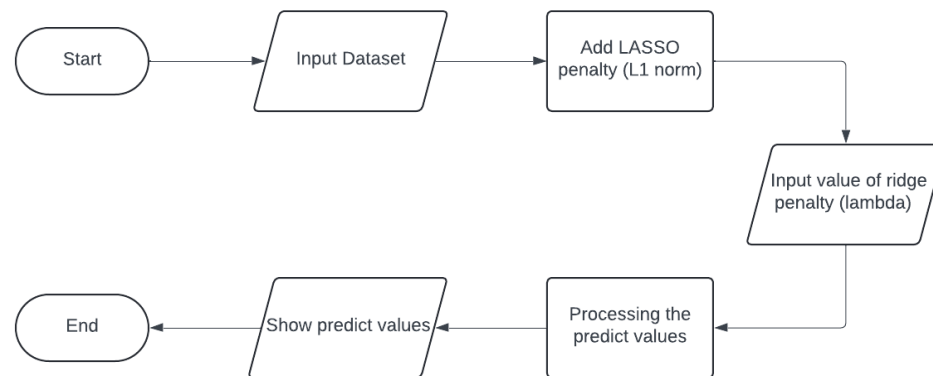 Start
Input Dataset
Add LASSO
penalty (L1 norm)
Input value of ridge
penalty (lambda)
Processing the
predict values
Show predict values
End